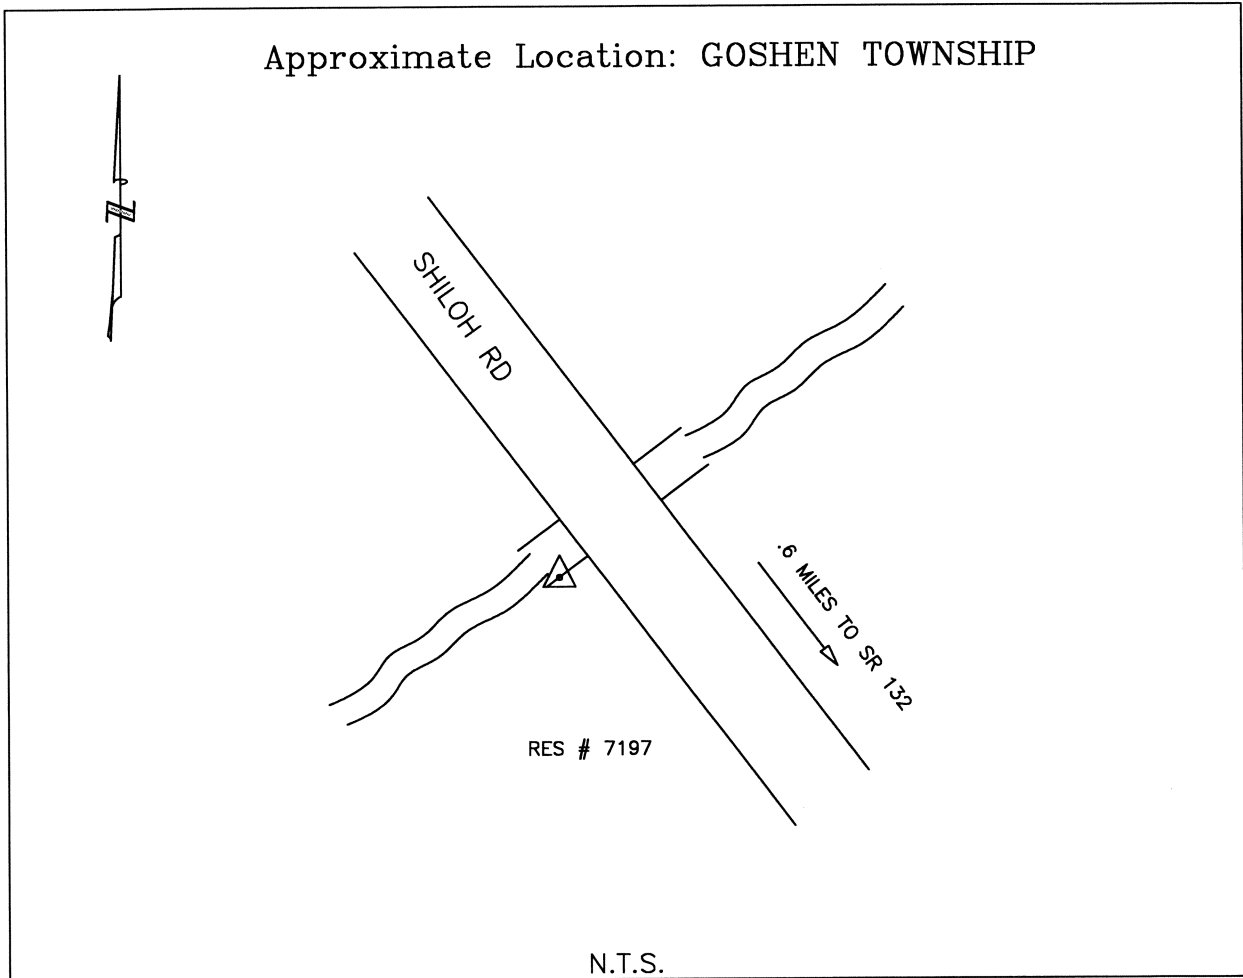 Approximate Location: GOSHEN TOWNSHIP
N
SHILOH RD
.6 MILES TO SR 132
RES # 7197
N.T.S.